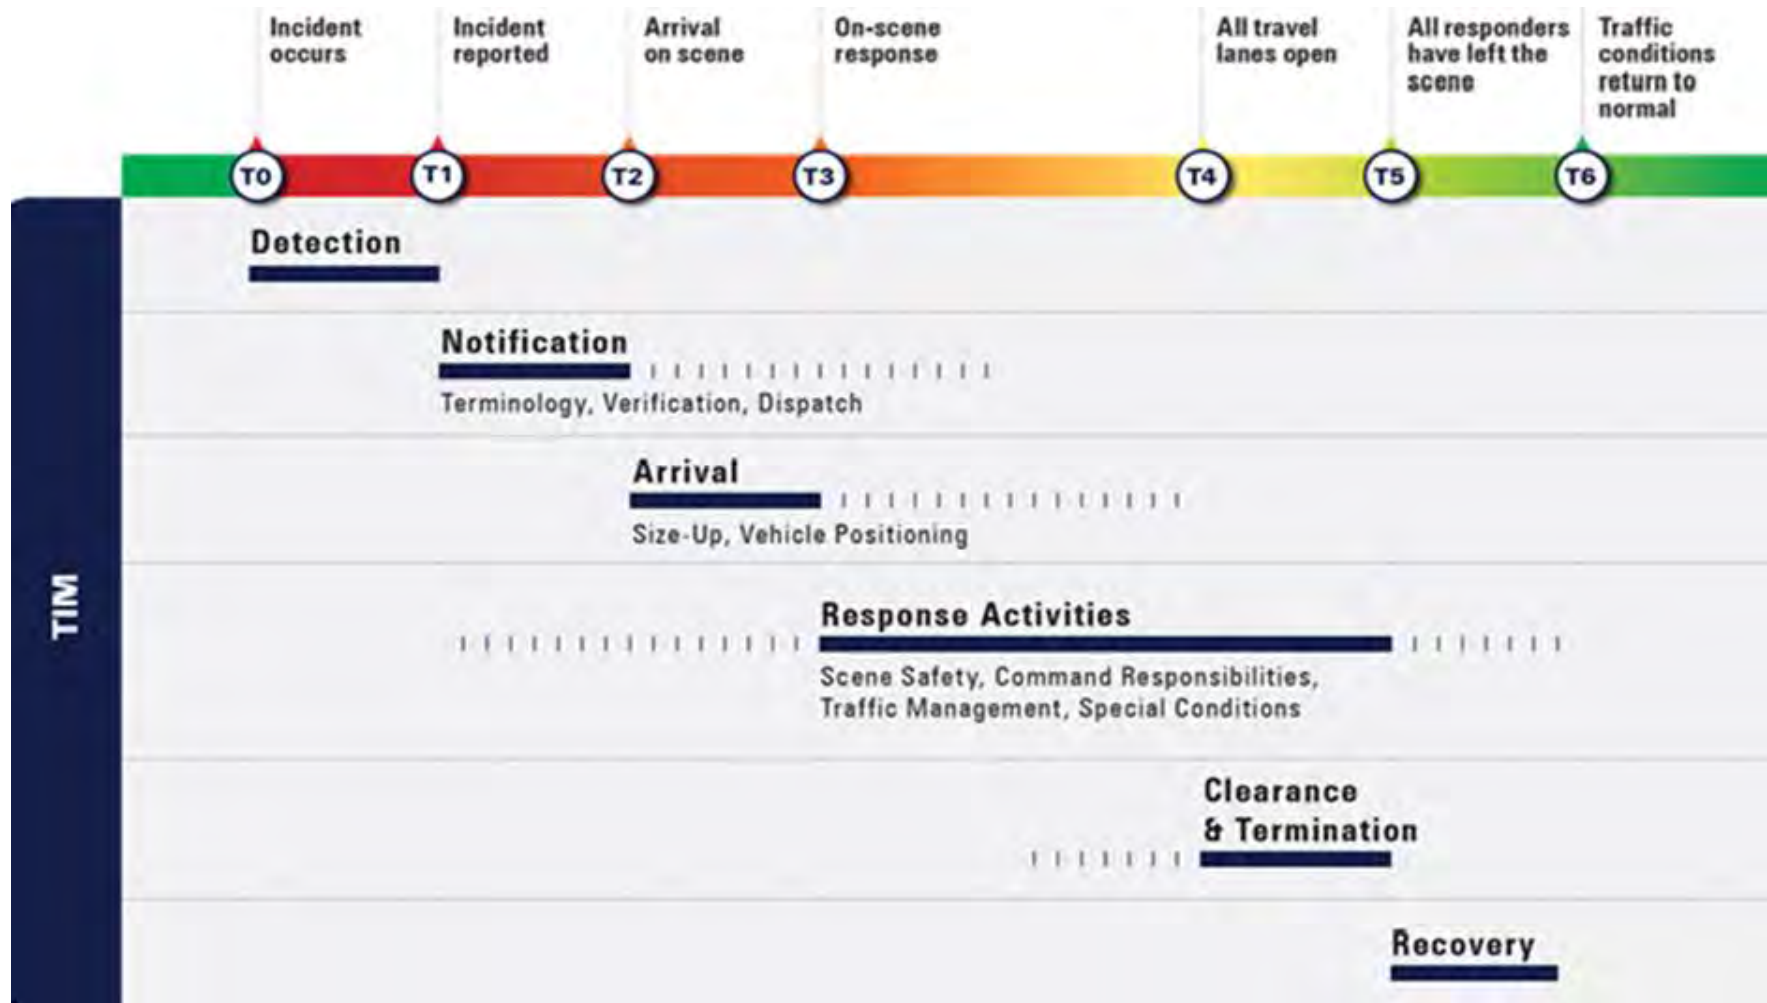 Incident
occurs
Incident
reported
Arrival
on scene
On-scene
response
All travel
lanes open
All responders
have left the
scene
Traffic
conditions
return to
normal
T0
T1
T2
T3
T4
T5
T6
TIM
Detection
Notification
Terminology, Verification, Dispatch
Arrival
Size-Up, Vehicle Positioning
Response Activities
Scene Safety, Command Responsibilities,
Traffic Management, Special Conditions
Clearance
& Termination
Recovery